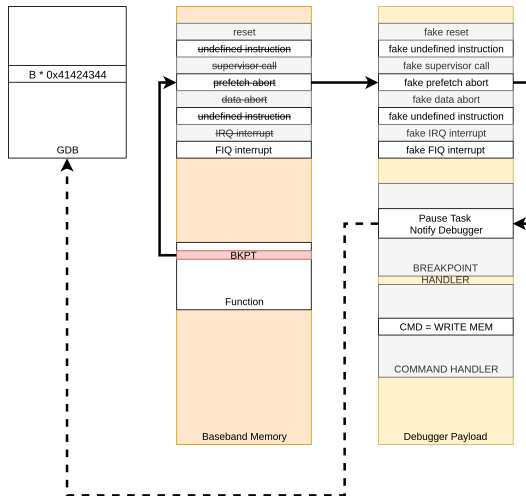 B * 0x41424344
GDB
reset
undefined instruction
supervisor call
prefetch abort
data abort
undefined instruction
IRQ interrupt
FIQ interrupt
BKPT
Function
Baseband Memory
fake reset
fake undefined instruction
fake supervisor call
fake prefetch abort
fake data abort
fake undefined instruction
fake IRQ interrupt
fake FIQ interrupt
Pause Task
Notify Debugger
BREAKPOINT
HANDLER
CMD = WRITE MEM
COMMAND HANDLER
Debugger Payload